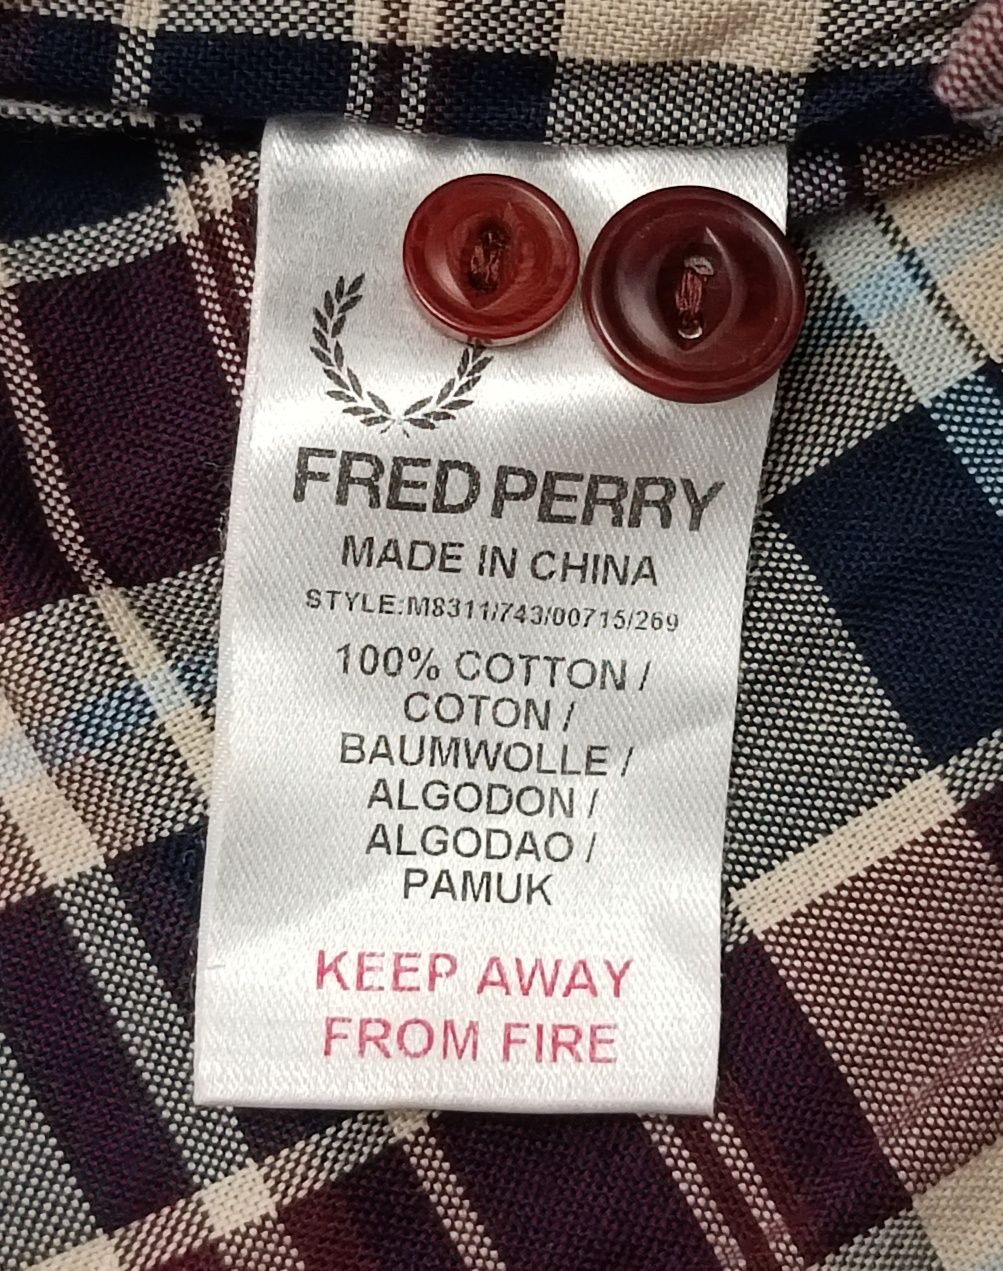 FRED PERRY
MADE IN CHINA
STYLE:M8311/743/00715/269
100% COTTON /
COTON /
BAUMWOLLE /
ALGODON /
ALGODAO /
PAMUK
KEEP AWAY
FROM FIRE